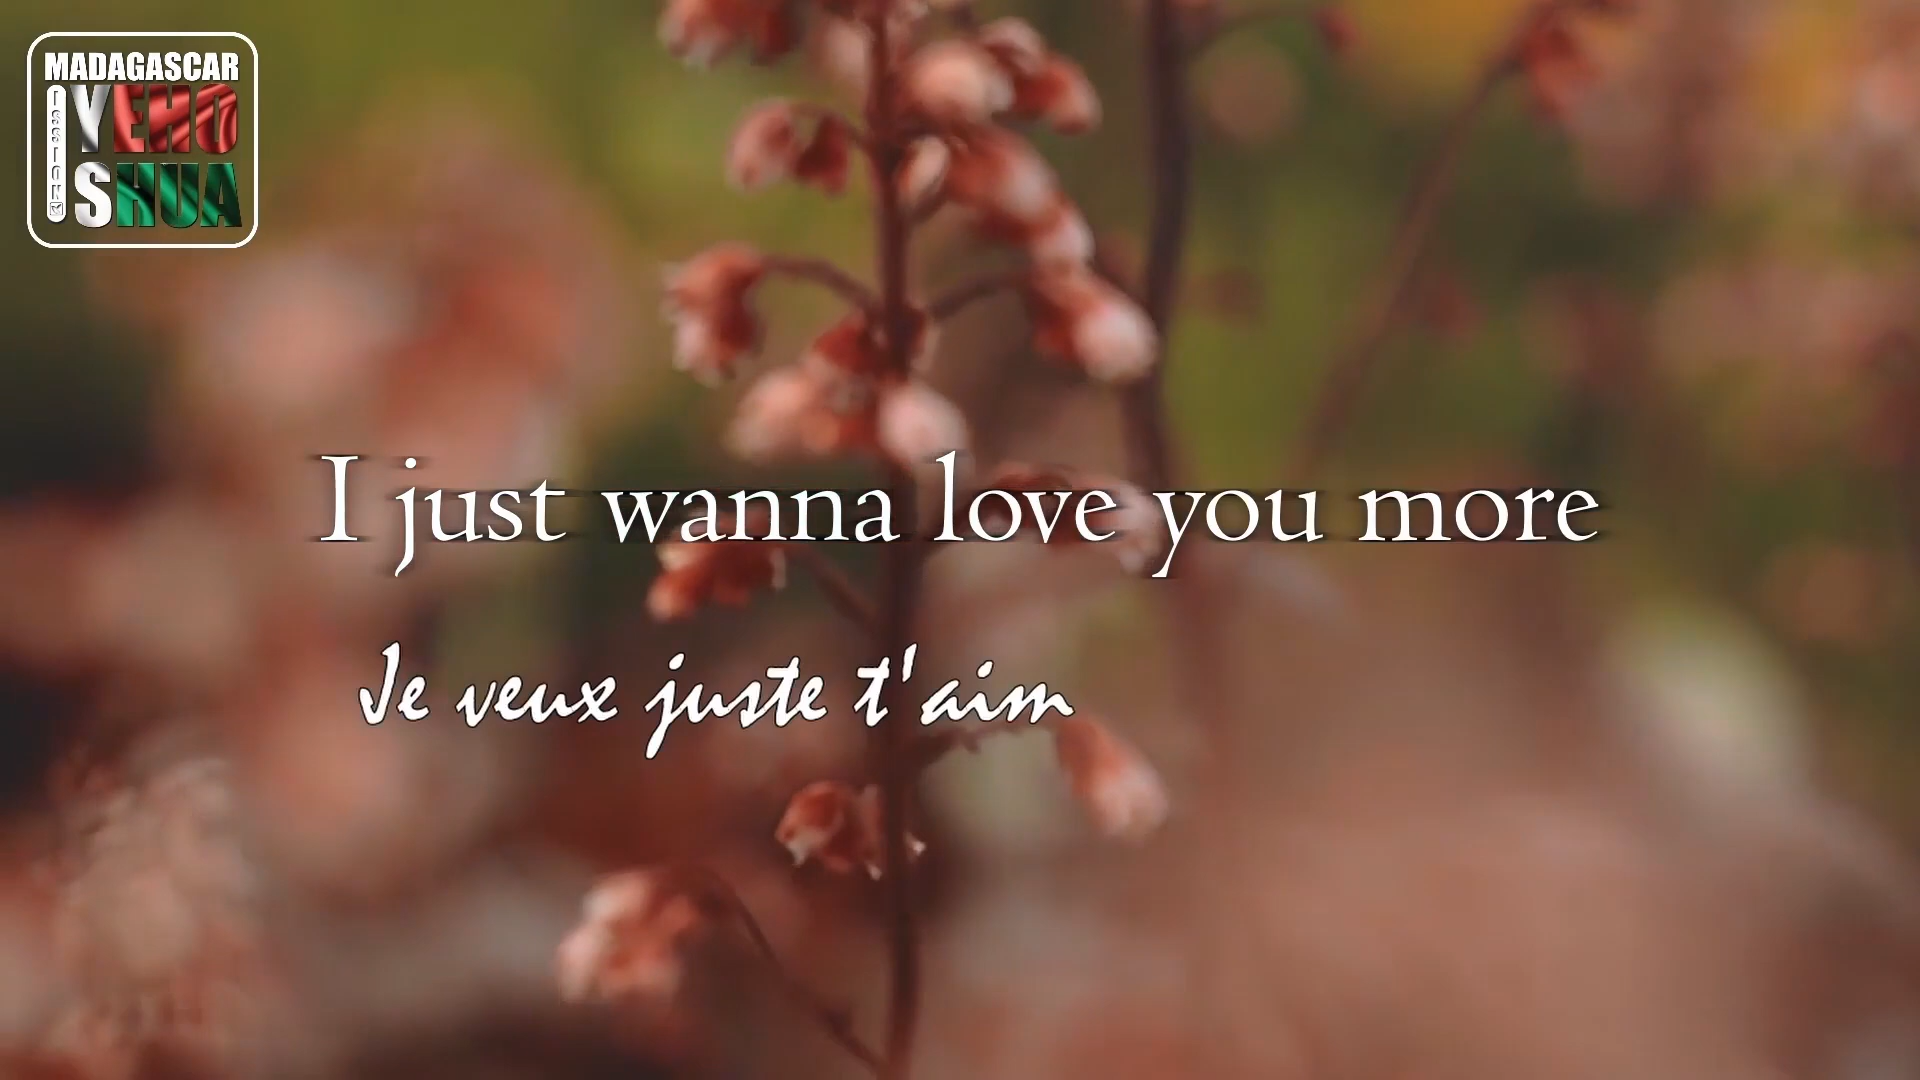 MADAGASCAR
YEHO
SHUA
I just wanna love you more
Je veux juste t'aim